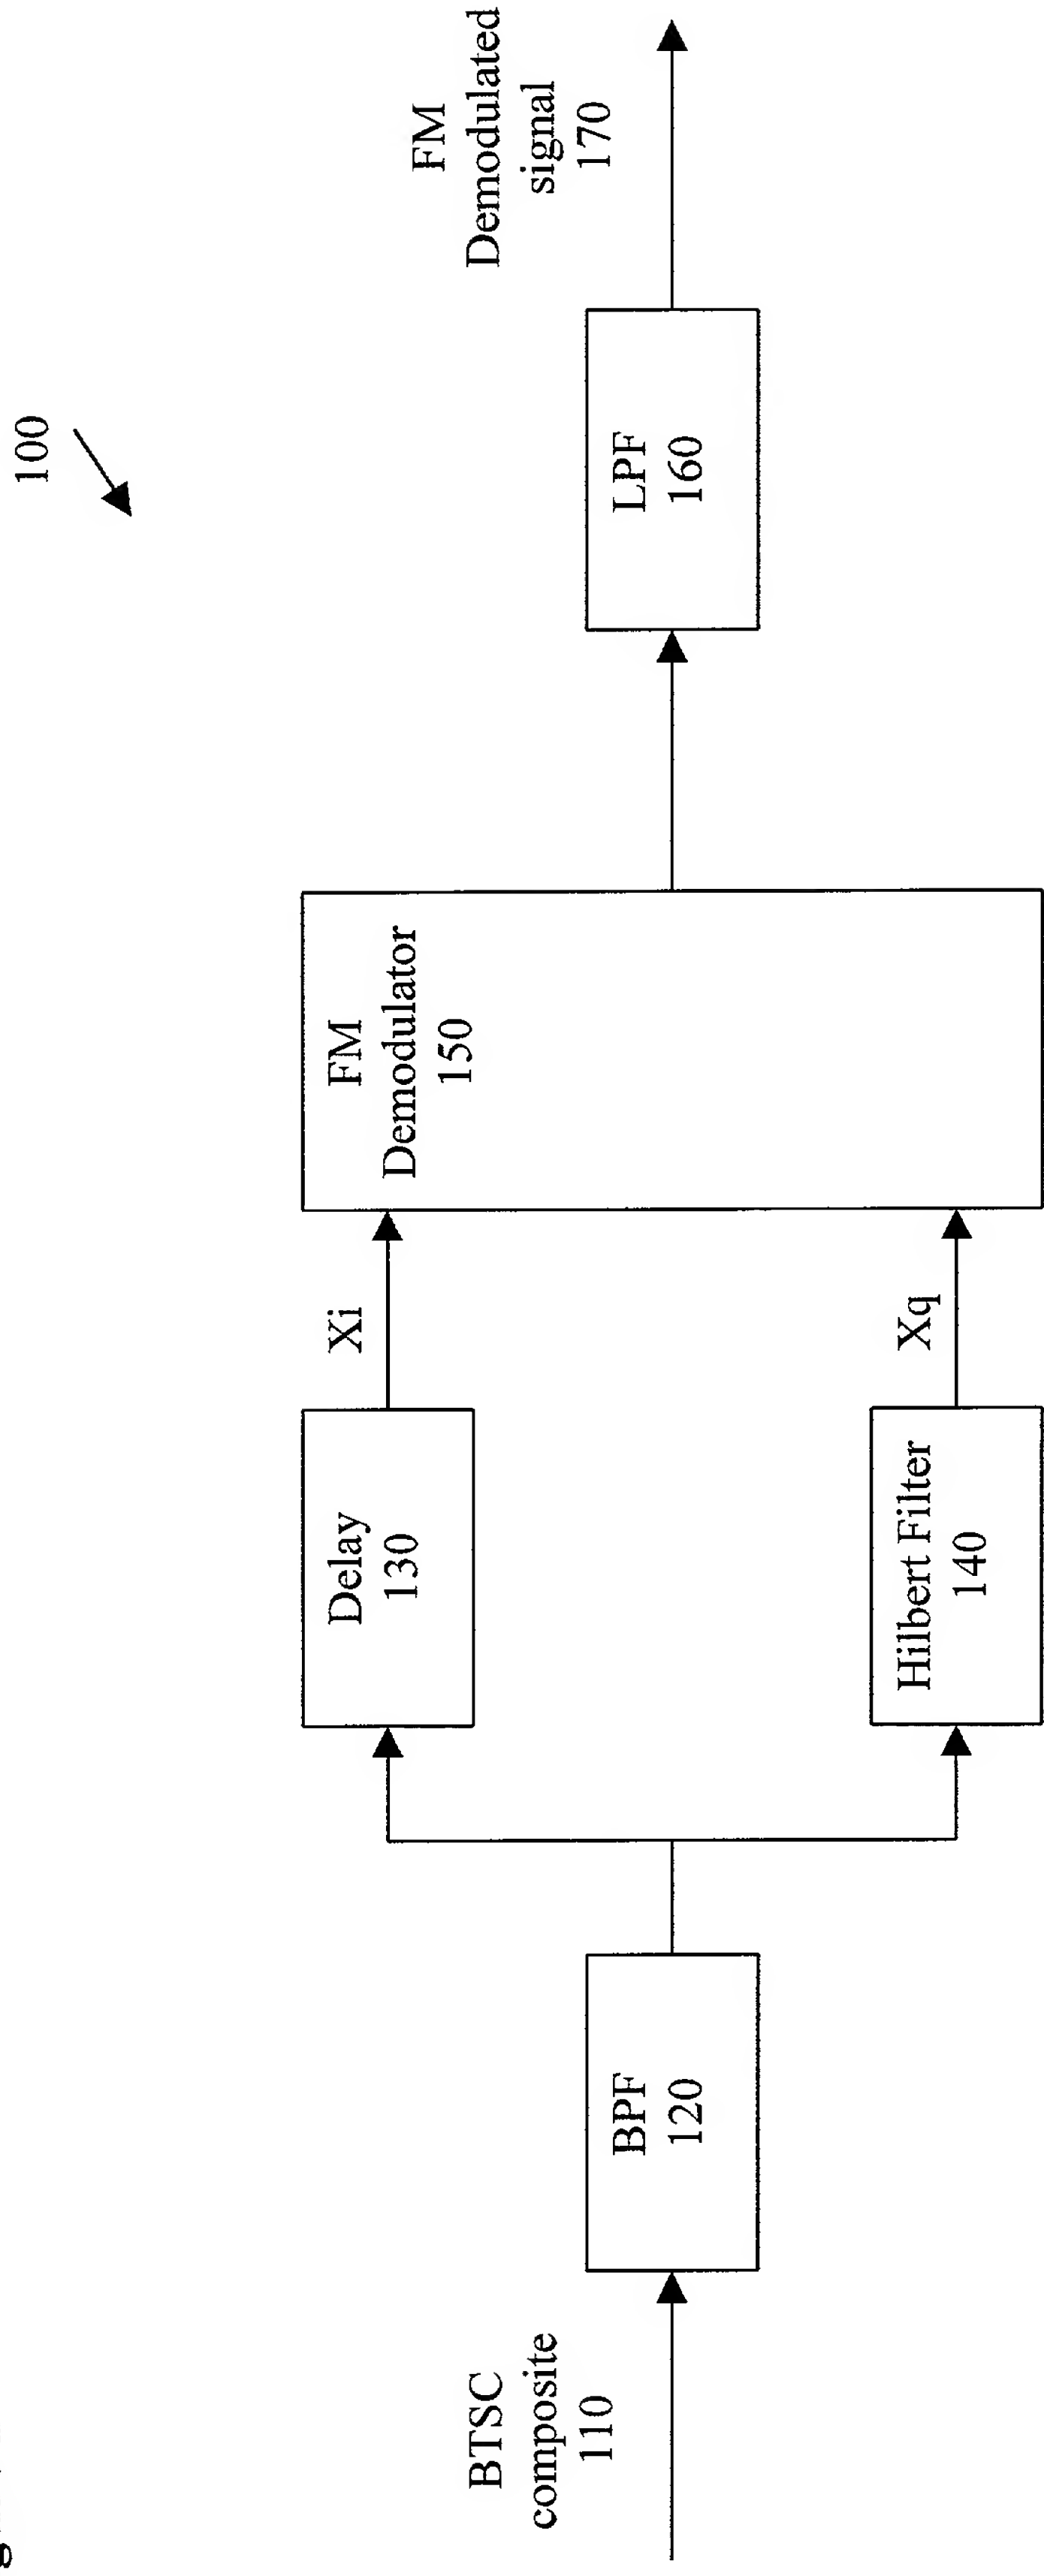 100
BTSC
composite
110
BPF
120
Delay
130
Hilbert Filter
140
Xi
Xq
FM
Demodulator
150
LPF
160
FM
Demodulated
signal
170